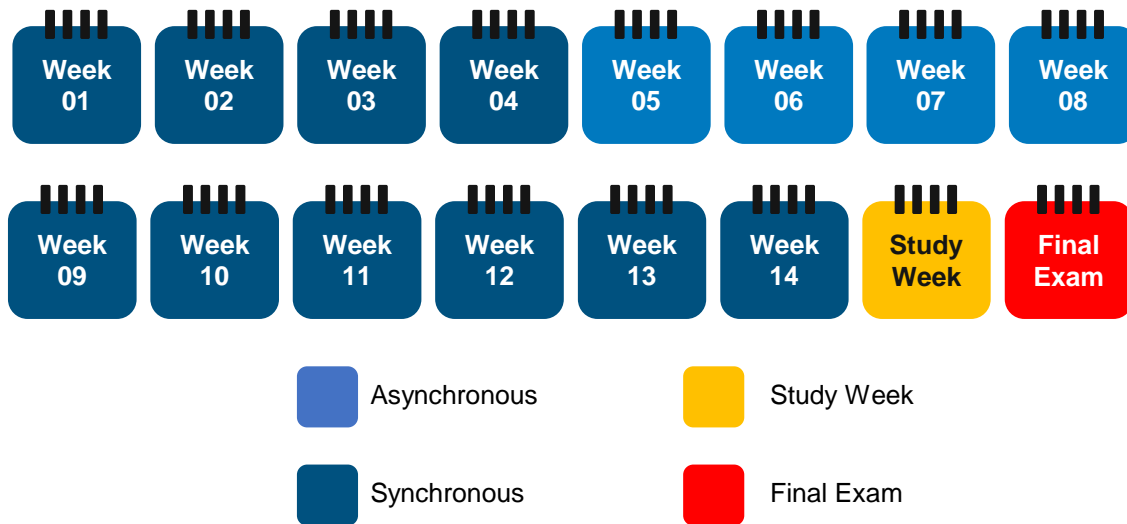 Week Week Week Week Week Week Week Week
01 02 03 04 05 06 07 08
Week Week Week Week Week Week Study Final
09 10 11 12 13 14 Week Exam
Asynchronous Study Week
Synchronous Final Exam